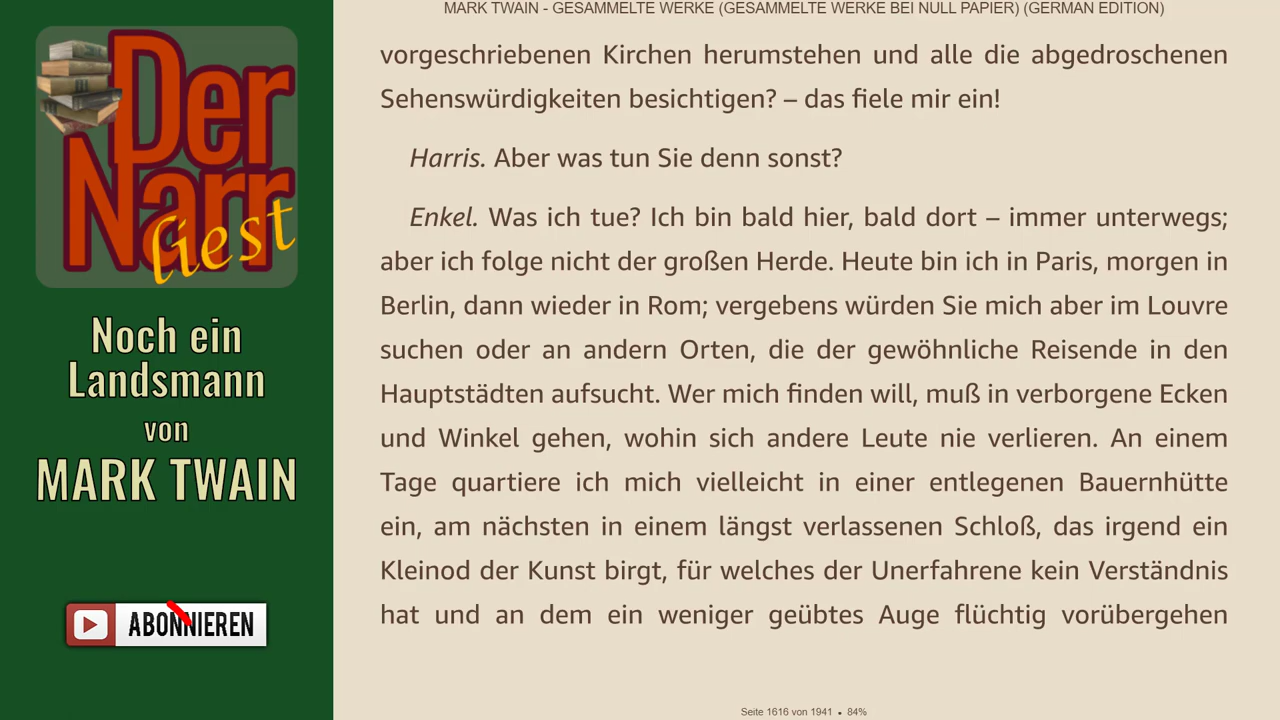 Der
Narr
liest
Noch ein
Landsmann
von
MARK TWAIN
ABONNIEREN
MARK TWAIN - GESAMMELTE WERKE (GESAMMELTE WERKE BEI NULL PAPIER) (GERMAN EDITION)
vorgeschriebenen Kirchen herumstehen und alle die abgedroschenen
Sehenswürdigkeiten besichtigen? – das fiele mir ein!
Harris. Aber was tun Sie denn sonst?
Enkel. Was ich tue? Ich bin bald hier, bald dort – immer unterwegs;
aber ich folge nicht der großen Herde. Heute bin ich in Paris, morgen in
Berlin, dann wieder in Rom; vergebens würden Sie mich aber im Louvre
suchen oder an andern Orten, die der gewöhnliche Reisende in den
Hauptstädten aufsucht. Wer mich finden will, muß in verborgene Ecken
und Winkel gehen, wohin sich andere Leute nie verlieren. An einem
Tage quartiere ich mich vielleicht in einer entlegenen Bauernhütte
ein, am nächsten in einem längst verlassenen Schloß, das irgend ein
Kleinod der Kunst birgt, für welches der Unerfahrene kein Verständnis
hat und an dem ein weniger geübtes Auge flüchtig vorübergehen
Seite 1616 von 1941 • 84%